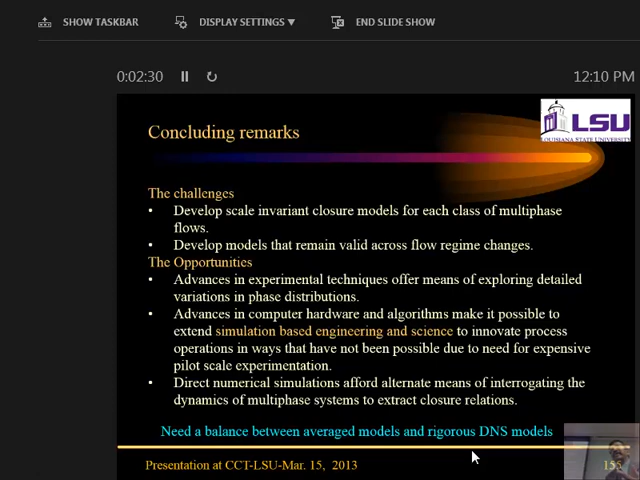 SHOW TASKBAR DISPLAY SETTINGS ▾ END SLIDE SHOW
0:02:30 12:10 PM
LSU
LOUISIANA STATE UNIVERSITY
Concluding remarks
The challenges
• Develop scale invariant closure models for each class of multiphase
flows.
• Develop models that remain valid across flow regime changes.
The Opportunities
• Advances in experimental techniques offer means of exploring detailed
variations in phase distributions.
• Advances in computer hardware and algorithms make it possible to
extend simulation based engineering and science to innovate process
operations in ways that have not been possible due to need for expensive
pilot scale experimentation.
• Direct numerical simulations afford alternate means of interrogating the
dynamics of multiphase systems to extract closure relations.
Need a balance between averaged models and rigorous DNS models
Presentation at CCT-LSU-Mar. 15, 2013